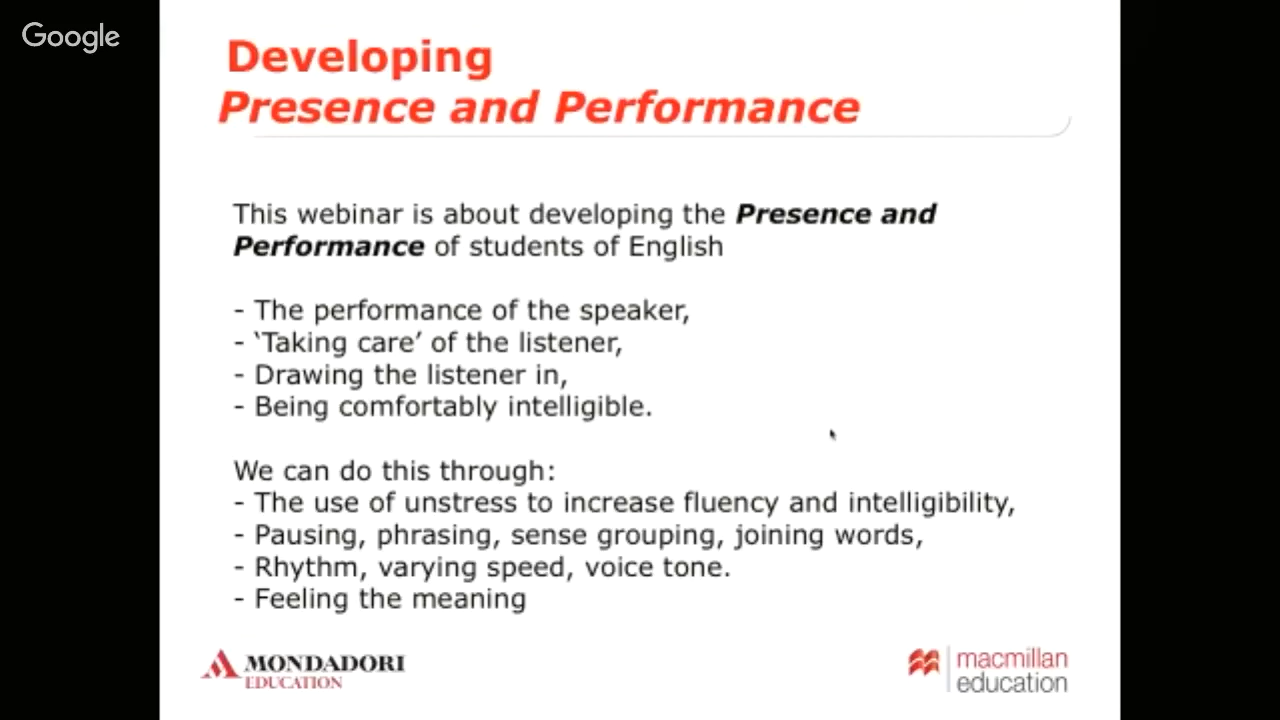 Google
Developing
Presence and Performance
This webinar is about developing the Presence and
Performance of students of English
- The performance of the speaker,
- ‘Taking care’ of the listener,
- Drawing the listener in,
- Being comfortably intelligible.
We can do this through:
- The use of unstress to increase fluency and intelligibility,
- Pausing, phrasing, sense grouping, joining words,
- Rhythm, varying speed, voice tone.
- Feeling the meaning
MONDADORI
EDUCATION
macmillan
education